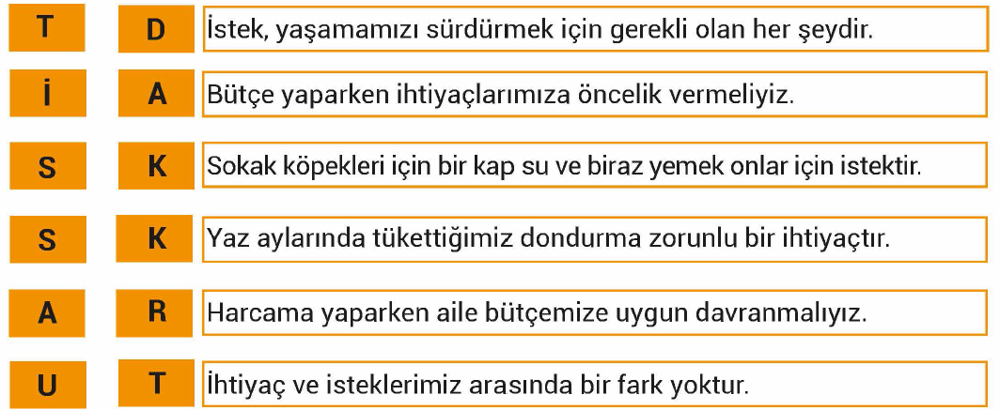 T D İstek, yaşamamızı sürdürmek için gerekli olan her şeydir.
İ A Bütçe yaparken ihtiyaçlarımıza öncelik vermeliyiz.
S K Sokak köpekleri için bir kap su ve biraz yemek onlar için istektir.
S K Yaz aylarında tükettiğimiz dondurma zorunlu bir ihtiyaçtır.
A R Harcama yaparken aile bütçemize uygun davranmalıyız.
U T İhtiyaç ve isteklerimiz arasında bir fark yoktur.